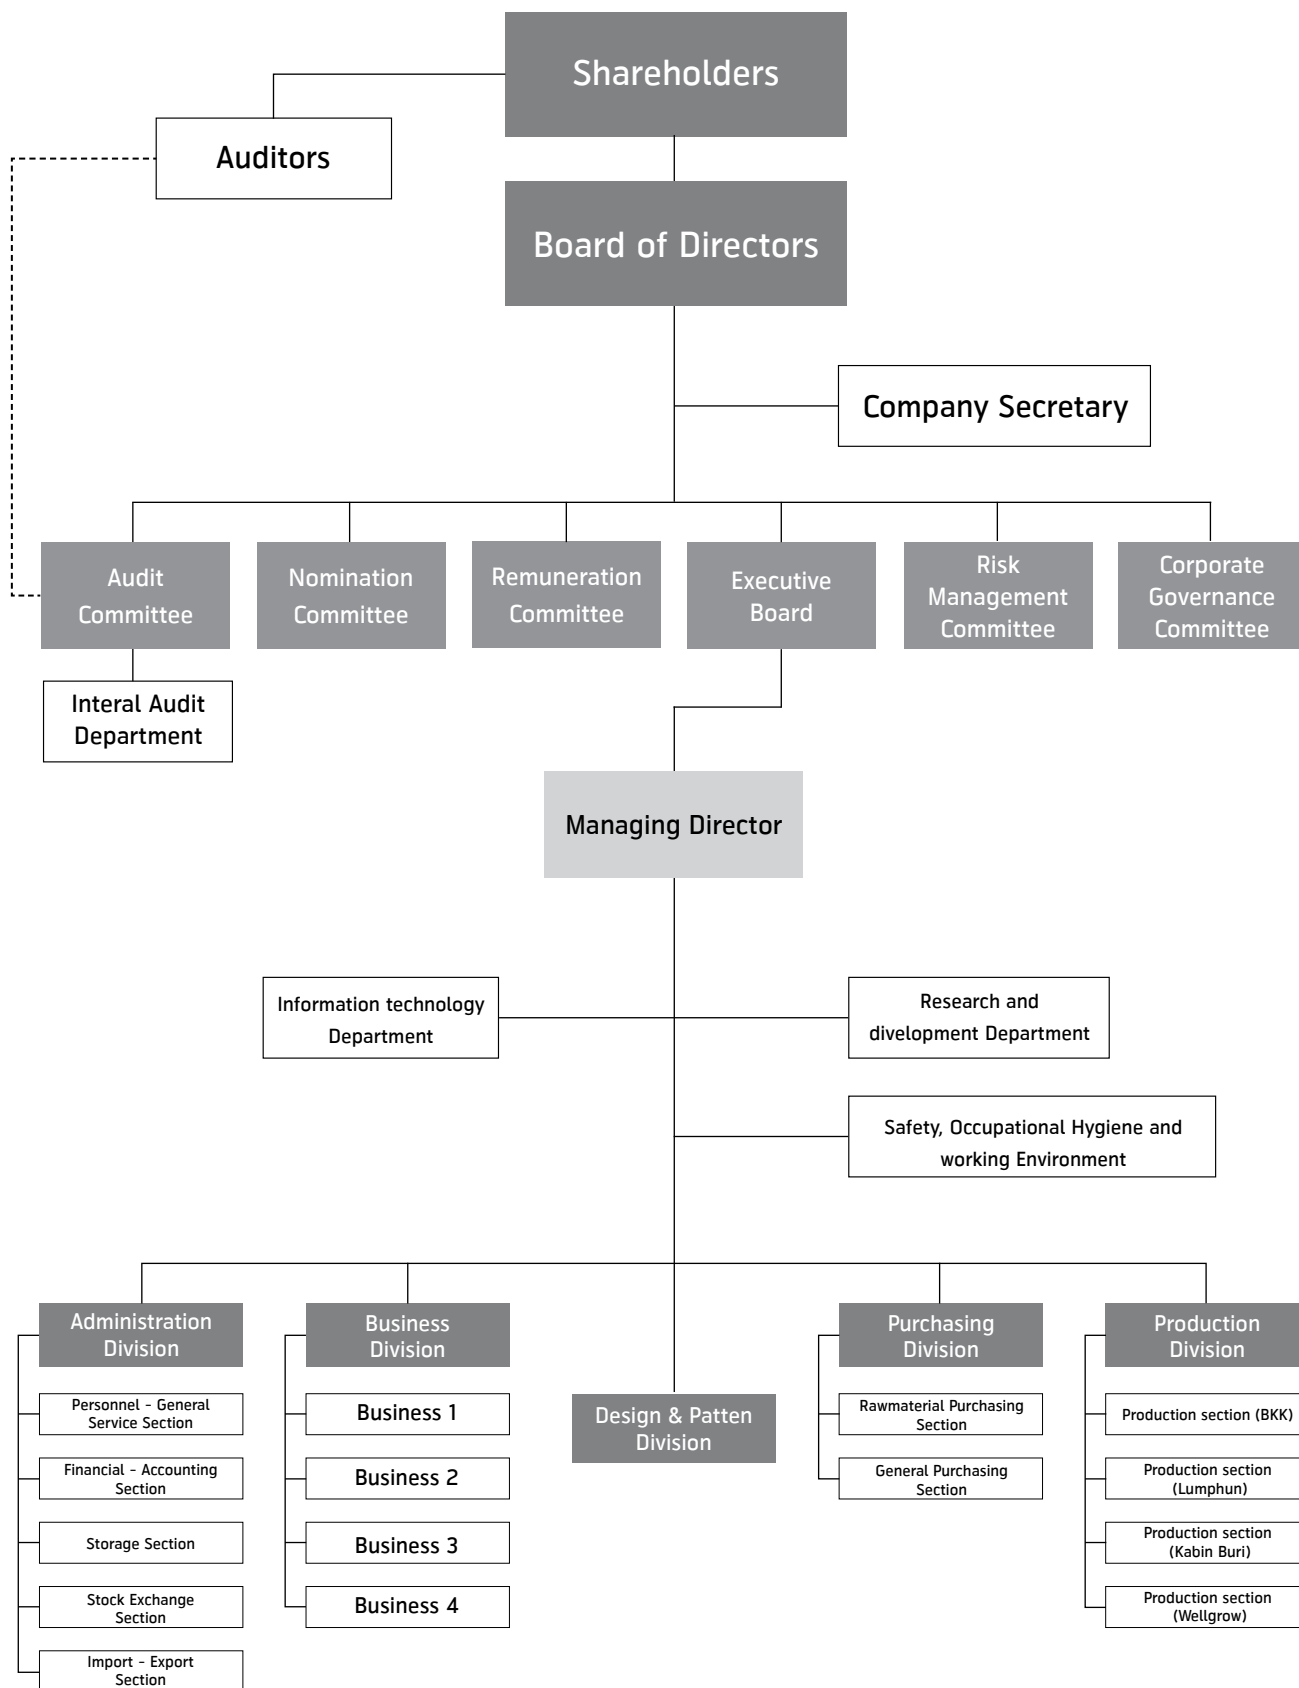 Shareholders
Auditors
Board of Directors
Company Secretary
Audit
Committee
Nomination
Committee
Remuneration
Committee
Executive
Board
Risk
Management
Committee
Corporate
Governance
Committee
Interal Audit
Department
Managing Director
Information technology
Department
Research and
divelopment Department
Safety, Occupational Hygiene and
working Environment
Administration
Division
Personnel - General
Service Section
Financial - Accounting
Section
Storage Section
Stock Exchange
Section
Import - Export
Section
Business
Division
Business 1
Business 2
Business 3
Business 4
Design & Patten
Division
Purchasing
Division
Rawmaterial Purchasing
Section
General Purchasing
Section
Production
Division
Production section (BKK)
Production section
(Lumphun)
Production section
(Kabin Buri)
Production section
(Wellgrow)